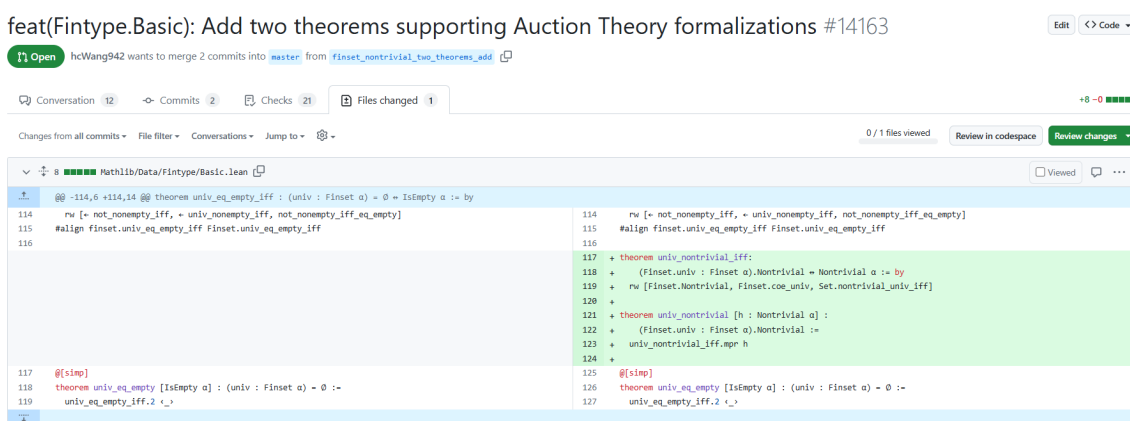 feat(Fintype.Basic): Add two theorems supporting Auction Theory formalizations #14163
Edit
<> Code
Open
hcWang942 wants to merge 2 commits into master from finset_nontrivial_two_theorems_add
Conversation 12
Commits 2
Checks 21
Files changed 1
+8 −0
Changes from all commits
File filter
Conversations
Jump to
0 / 1 files viewed
Review in codespace
Review changes
8
Mathlib/Data/Fintype/Basic.lean
Viewed
@@ -114,6 +114,14 @@ theorem univ_eq_empty_iff : (univ : Finset α) = ∅ ↔ IsEmpty α := by
114 rw [← not_nonempty_iff, ← univ_nonempty_iff, not_nonempty_iff_eq_empty]
115 #align finset.univ_eq_empty_iff Finset.univ_eq_empty_iff
116
117 @[simp]
118 theorem univ_eq_empty [IsEmpty α] : (univ : Finset α) = ∅ :=
119 univ_eq_empty_iff.2 ‹_›
114 rw [← not_nonempty_iff, ← univ_nonempty_iff, not_nonempty_iff_eq_empty]
115 #align finset.univ_eq_empty_iff Finset.univ_eq_empty_iff
116
117 + theorem univ_nontrivial_iff:
118 + (Finset.univ : Finset α).Nontrivial ↔ Nontrivial α := by
119 + rw [Finset.Nontrivial, Finset.coe_univ, Set.nontrivial_univ_iff]
120 +
121 + theorem univ_nontrivial [h : Nontrivial α] :
122 + (Finset.univ : Finset α).Nontrivial :=
123 + univ_nontrivial_iff.mpr h
124 +
125 @[simp]
126 theorem univ_eq_empty [IsEmpty α] : (univ : Finset α) = ∅ :=
127 univ_eq_empty_iff.2 ‹_›